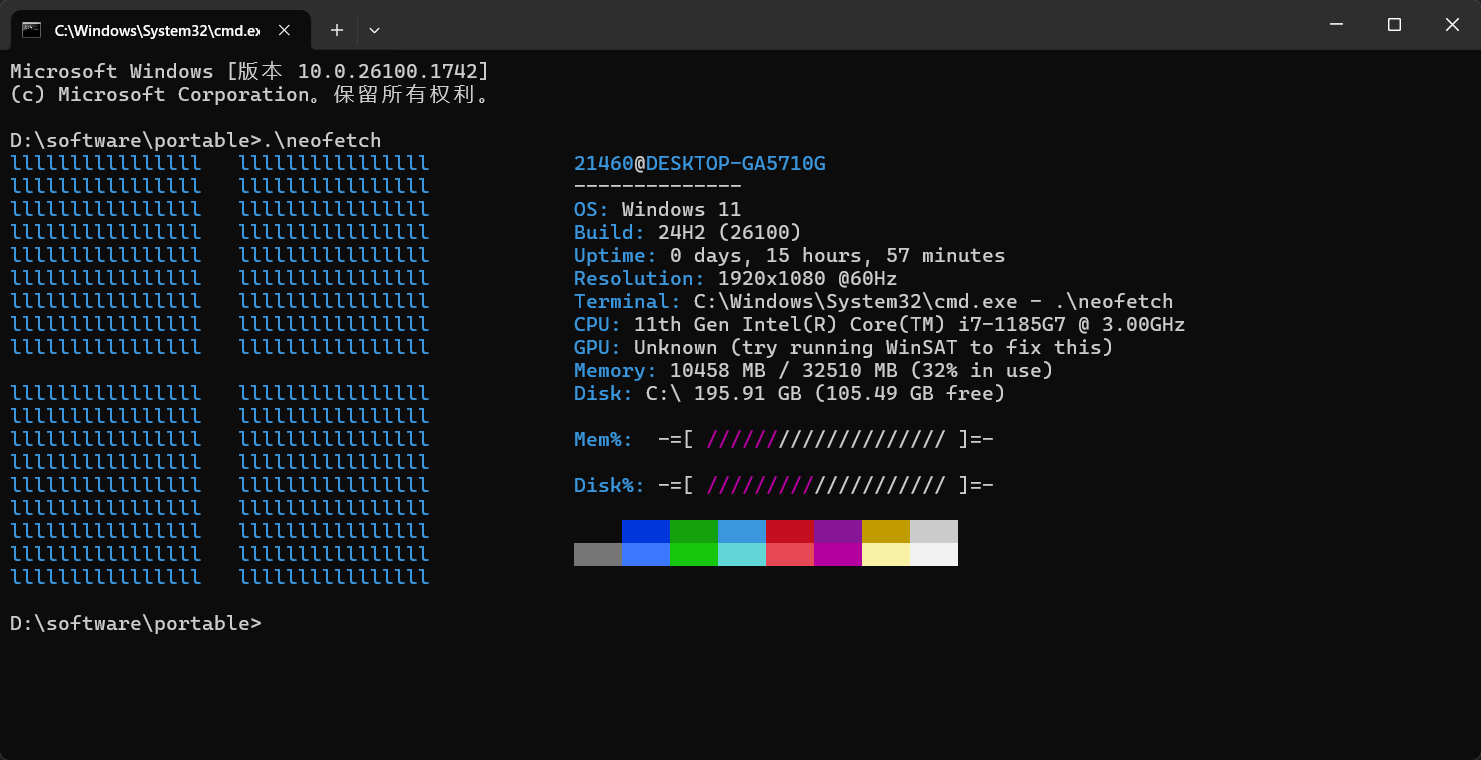 C:\Windows\System32\cmd.ex
Microsoft Windows [版本 10.0.26100.1742]
(c) Microsoft Corporation。保留所有权利。
D:\software\portable>.\neofetch
llllllllllllllll   llllllllllllllll            21460@DESKTOP-GA5710G
llllllllllllllll   llllllllllllllll            --------------
llllllllllllllll   llllllllllllllll            OS: Windows 11
llllllllllllllll   llllllllllllllll            Build: 24H2 (26100)
llllllllllllllll   llllllllllllllll            Uptime: 0 days, 15 hours, 57 minutes
llllllllllllllll   llllllllllllllll            Resolution: 1920x1080 @60Hz
llllllllllllllll   llllllllllllllll            Terminal: C:\Windows\System32\cmd.exe - .\neofetch
llllllllllllllll   llllllllllllllll            CPU: 11th Gen Intel(R) Core(TM) i7-1185G7 @ 3.00GHz
llllllllllllllll   llllllllllllllll            GPU: Unknown (try running WinSAT to fix this)
Memory: 10458 MB / 32510 MB (32% in use)
llllllllllllllll   llllllllllllllll            Disk: C:\ 195.91 GB (105.49 GB free)
llllllllllllllll   llllllllllllllll
llllllllllllllll   llllllllllllllll            Mem%:  -=[ //////////////////// ]=-
llllllllllllllll   llllllllllllllll
llllllllllllllll   llllllllllllllll            Disk%: -=[ //////////////////// ]=-
llllllllllllllll   llllllllllllllll
llllllllllllllll   llllllllllllllll
llllllllllllllll   llllllllllllllll
llllllllllllllll   llllllllllllllll
D:\software\portable>